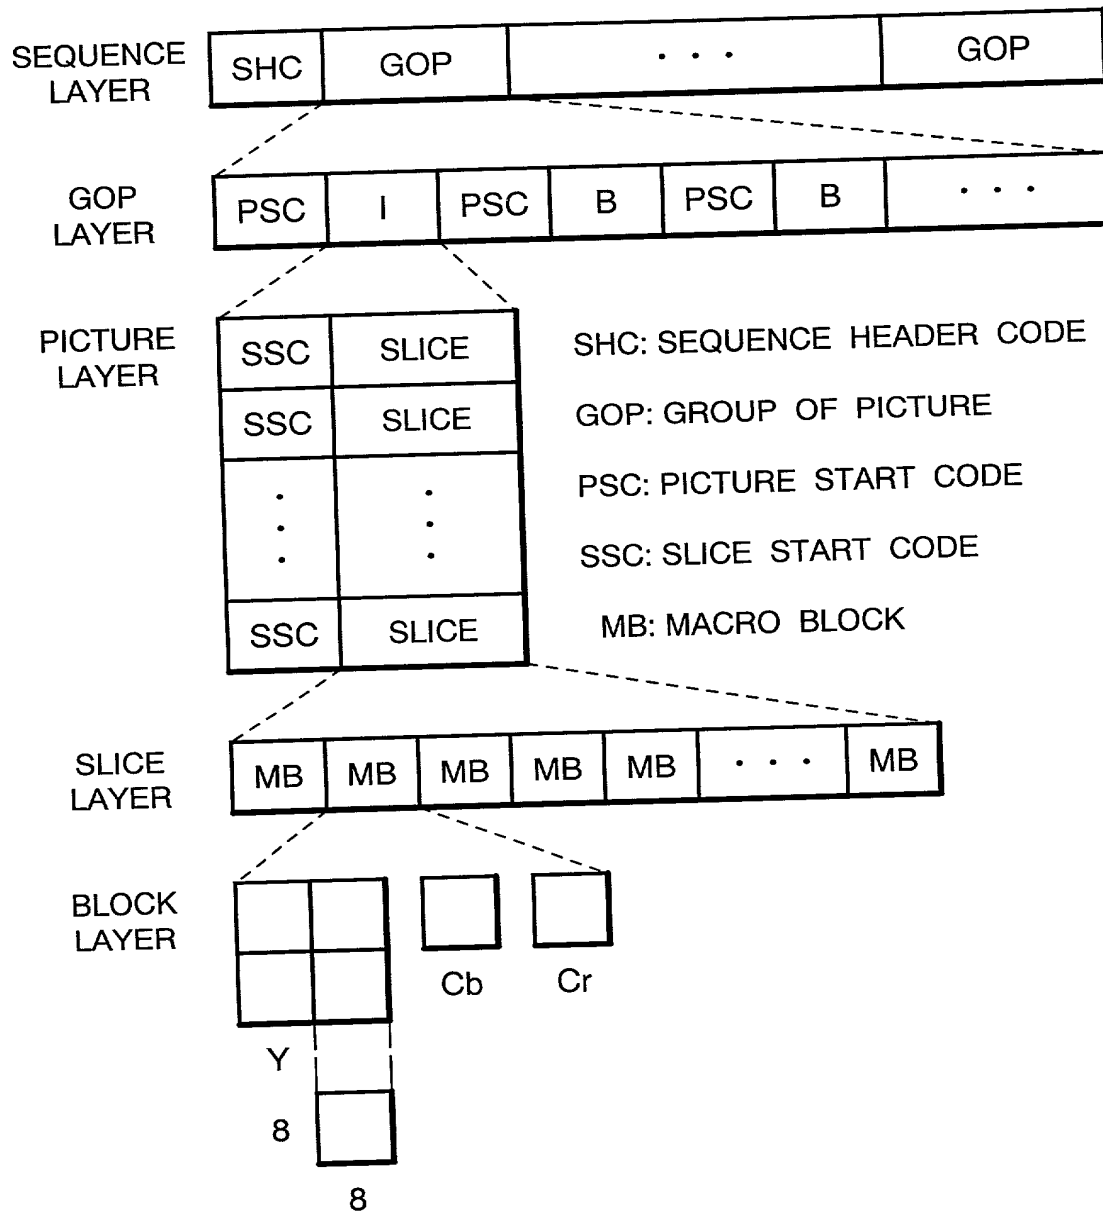 SEQUENCE
LAYER
SHC GOP . . . GOP
GOP
LAYER
PSC I PSC B PSC B . . .
PICTURE
LAYER
SSC SLICE
SSC SLICE
. .
. .
. .
SSC SLICE
SHC: SEQUENCE HEADER CODE
GOP: GROUP OF PICTURE
PSC: PICTURE START CODE
SSC: SLICE START CODE
MB: MACRO BLOCK
SLICE
LAYER
MB MB MB MB MB . . . MB
BLOCK
LAYER
Cb Cr
Y
8
8